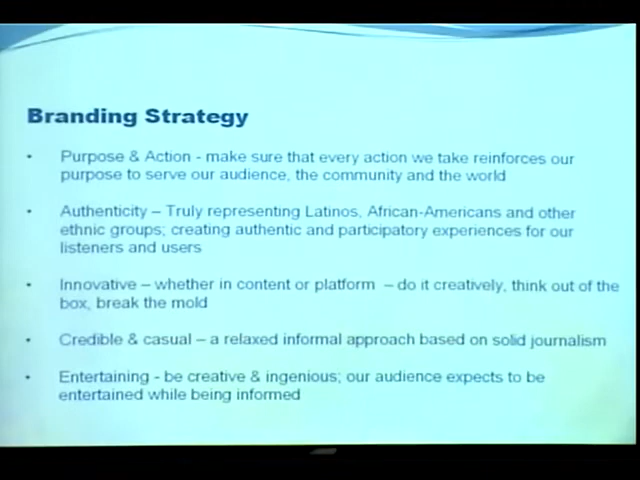 Branding Strategy
• Purpose & Action - make sure that every action we take reinforces our
purpose to serve our audience, the community and the world
• Authenticity – Truly representing Latinos, African-Americans and other
ethnic groups; creating authentic and participatory experiences for our
listeners and users
• Innovative – whether in content or platform – do it creatively, think out of the
box, break the mold
• Credible & casual – a relaxed informal approach based on solid journalism
• Entertaining - be creative & ingenious; our audience expects to be
entertained while being informed